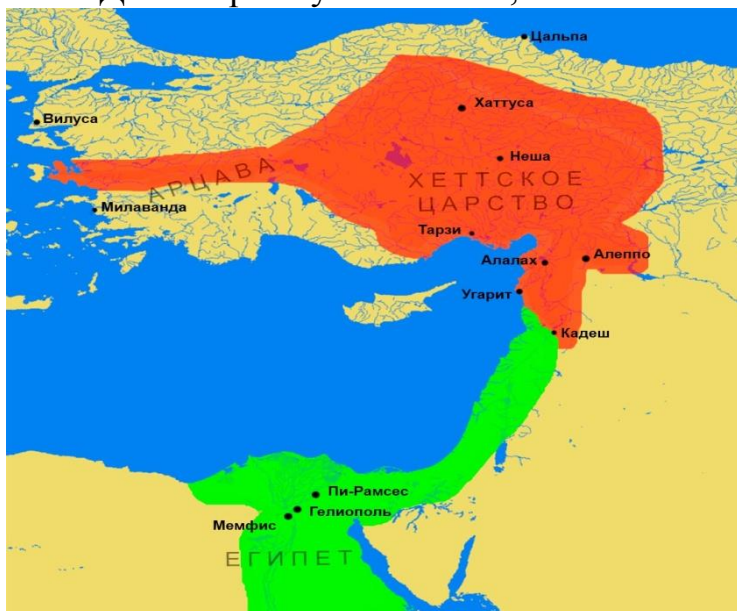 Цальпа
Хаттуса
Вилуса
Неша
АРЦАВА
ХЕТТСКОЕ
ЦАРСТВО
Милаванда
Тарзи
Алалах
Алеппо
Угарит
Кадеш
Пи-Рамсес
Гелиополь
Мемфис
ЕГИПЕТ